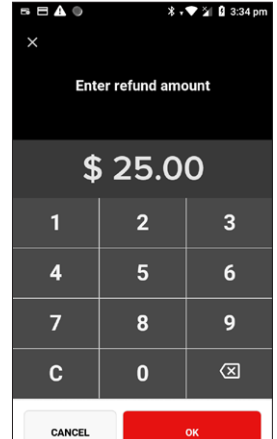 3:34 pm
Enter refund amount
$ 25.00
1 2 3
4 5 6
7 8 9
C 0
CANCEL OK